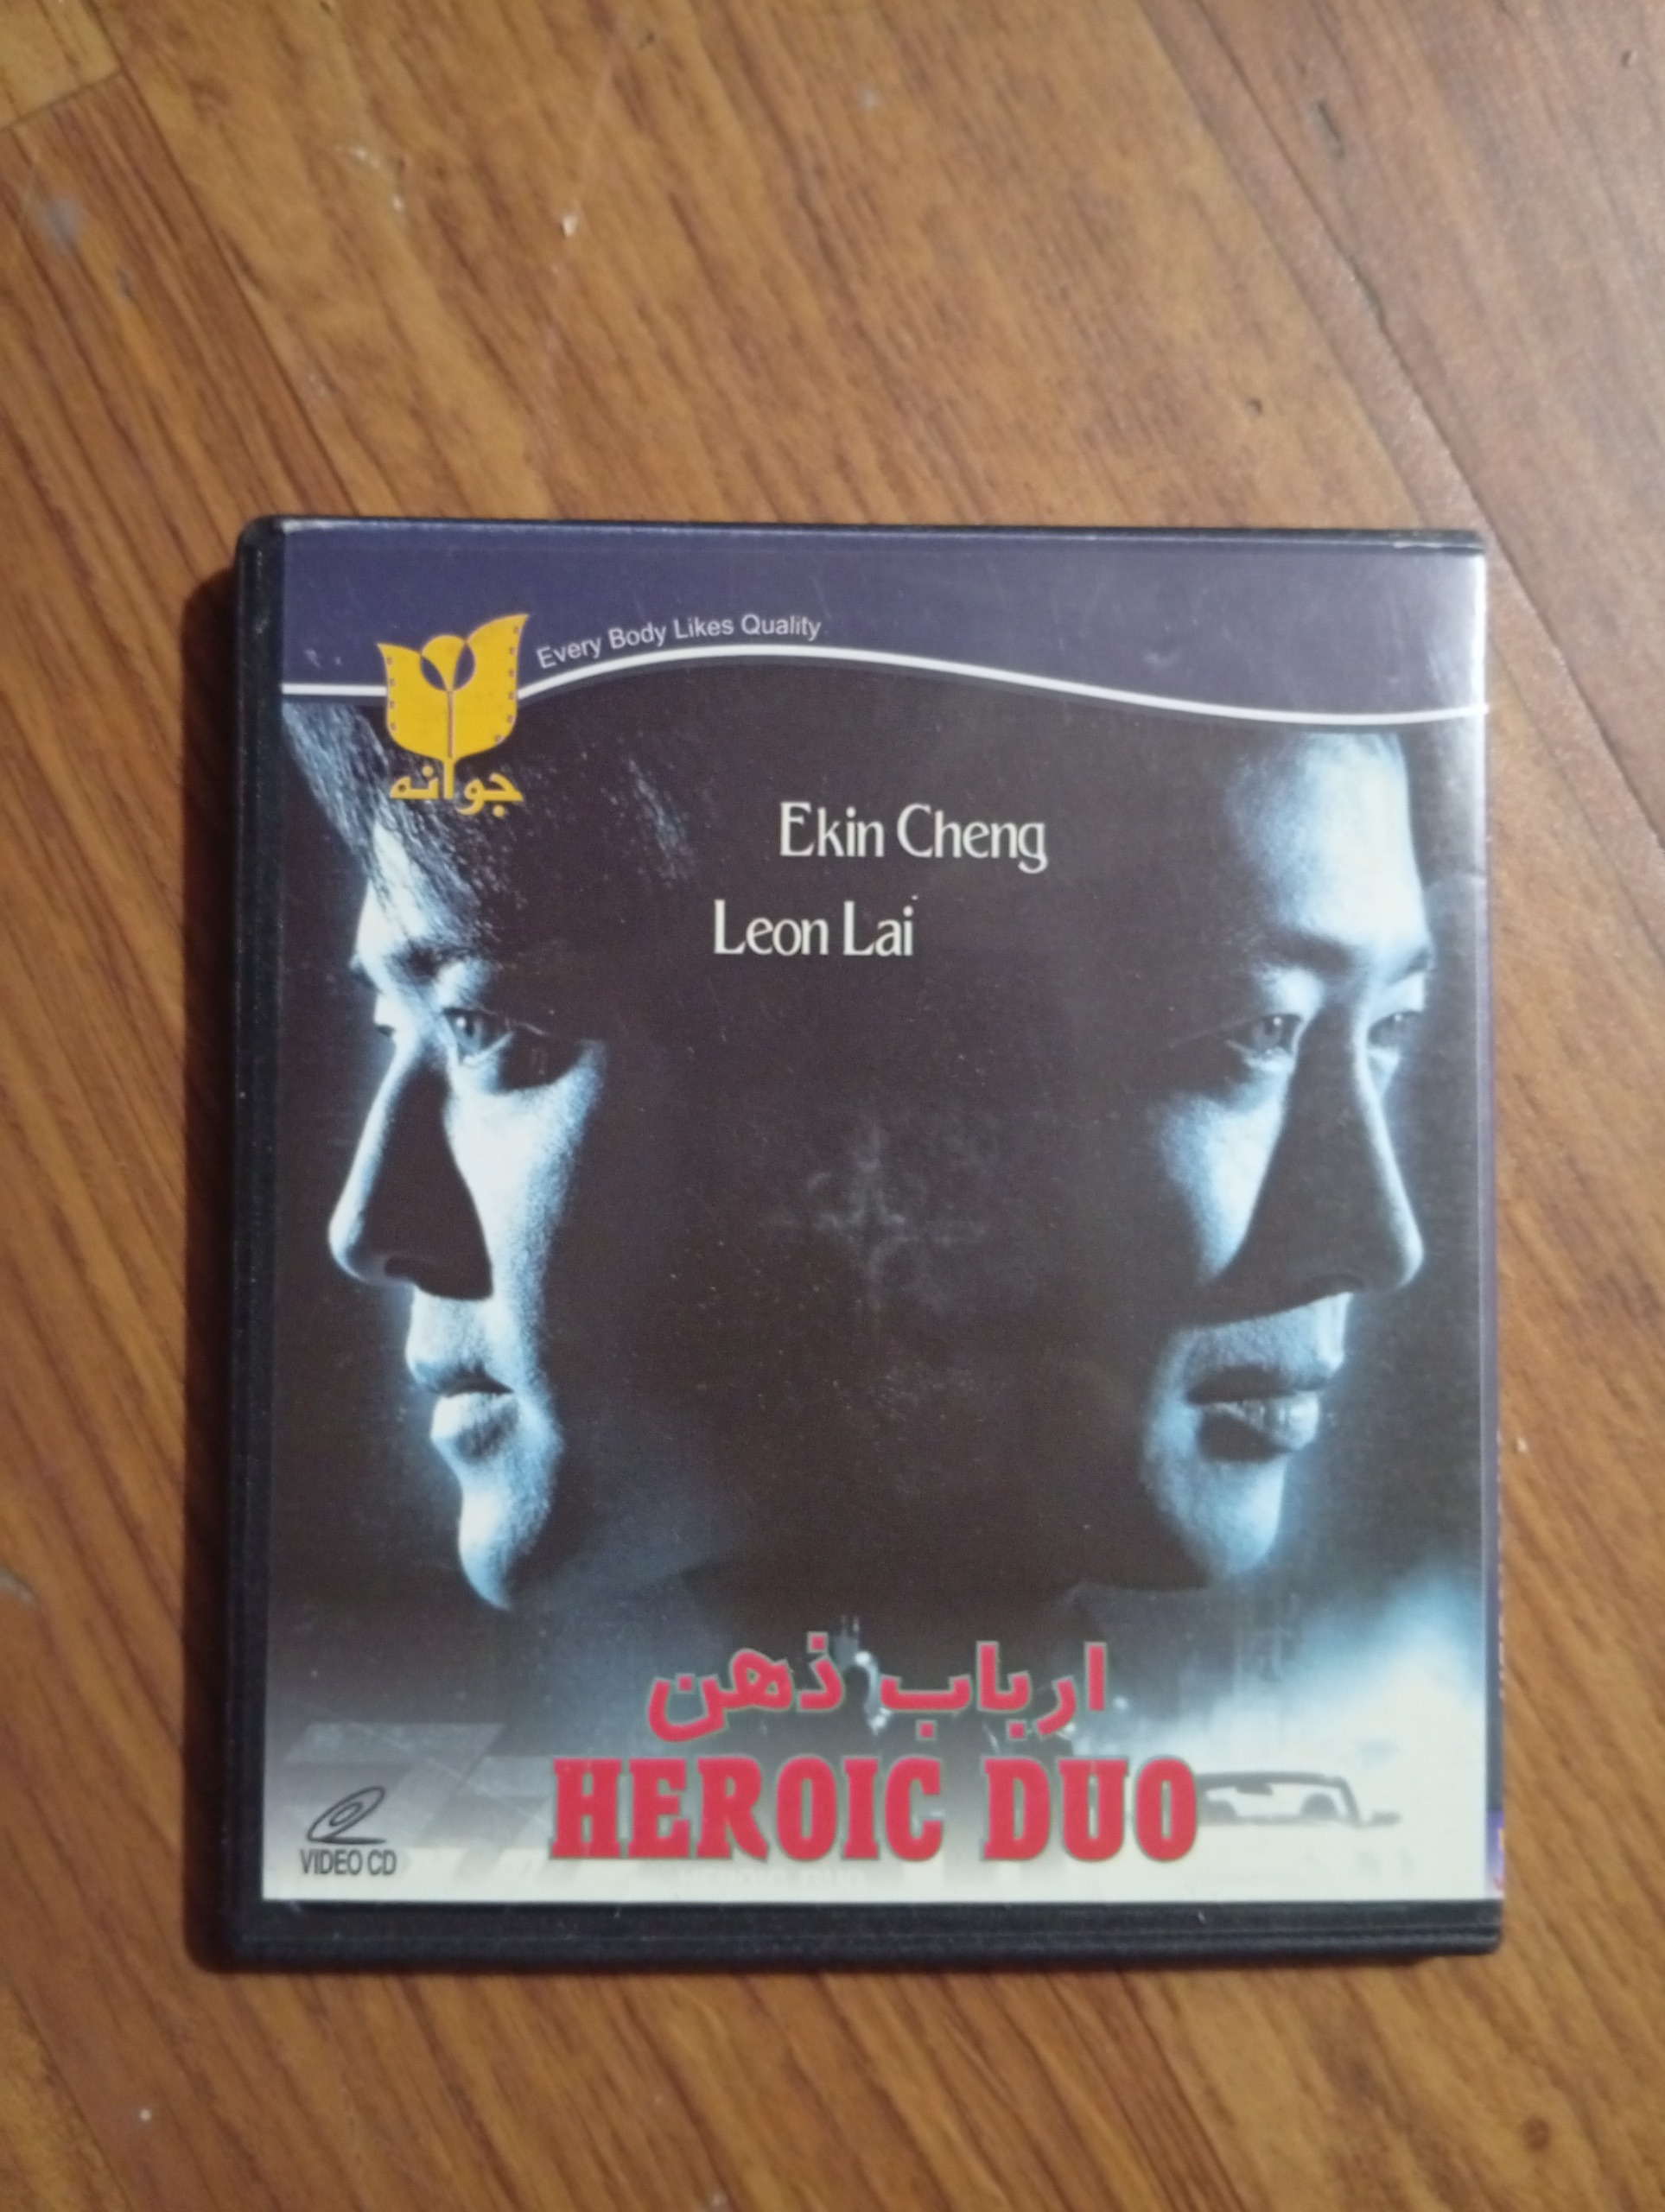 Every Body Likes Quality
جوانه
Ekin Cheng
Leon Lai
ارباب ذهن
HEROIC DUO
VIDEO CD